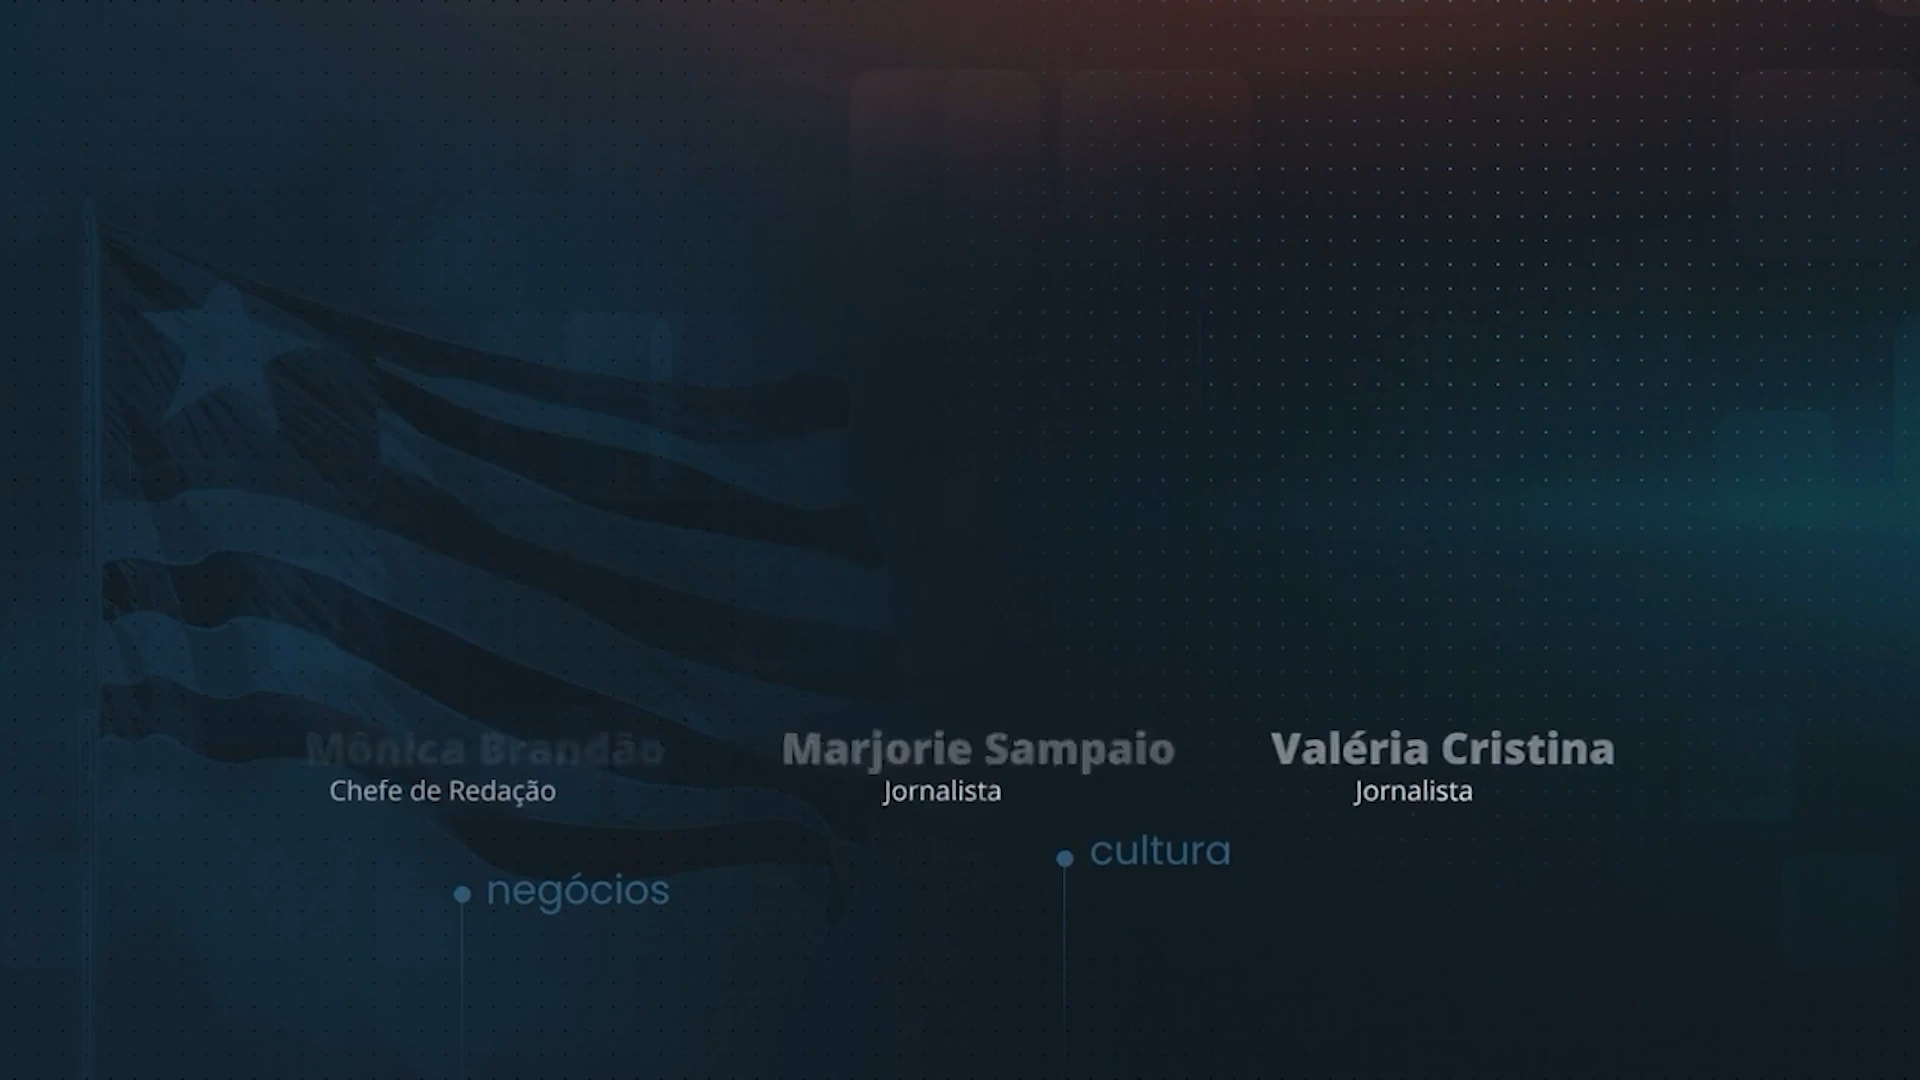 Mônica Brandão Marjorie Sampaio Valéria Cristina
Chefe de Redação Jornalista Jornalista
cultura
negócios